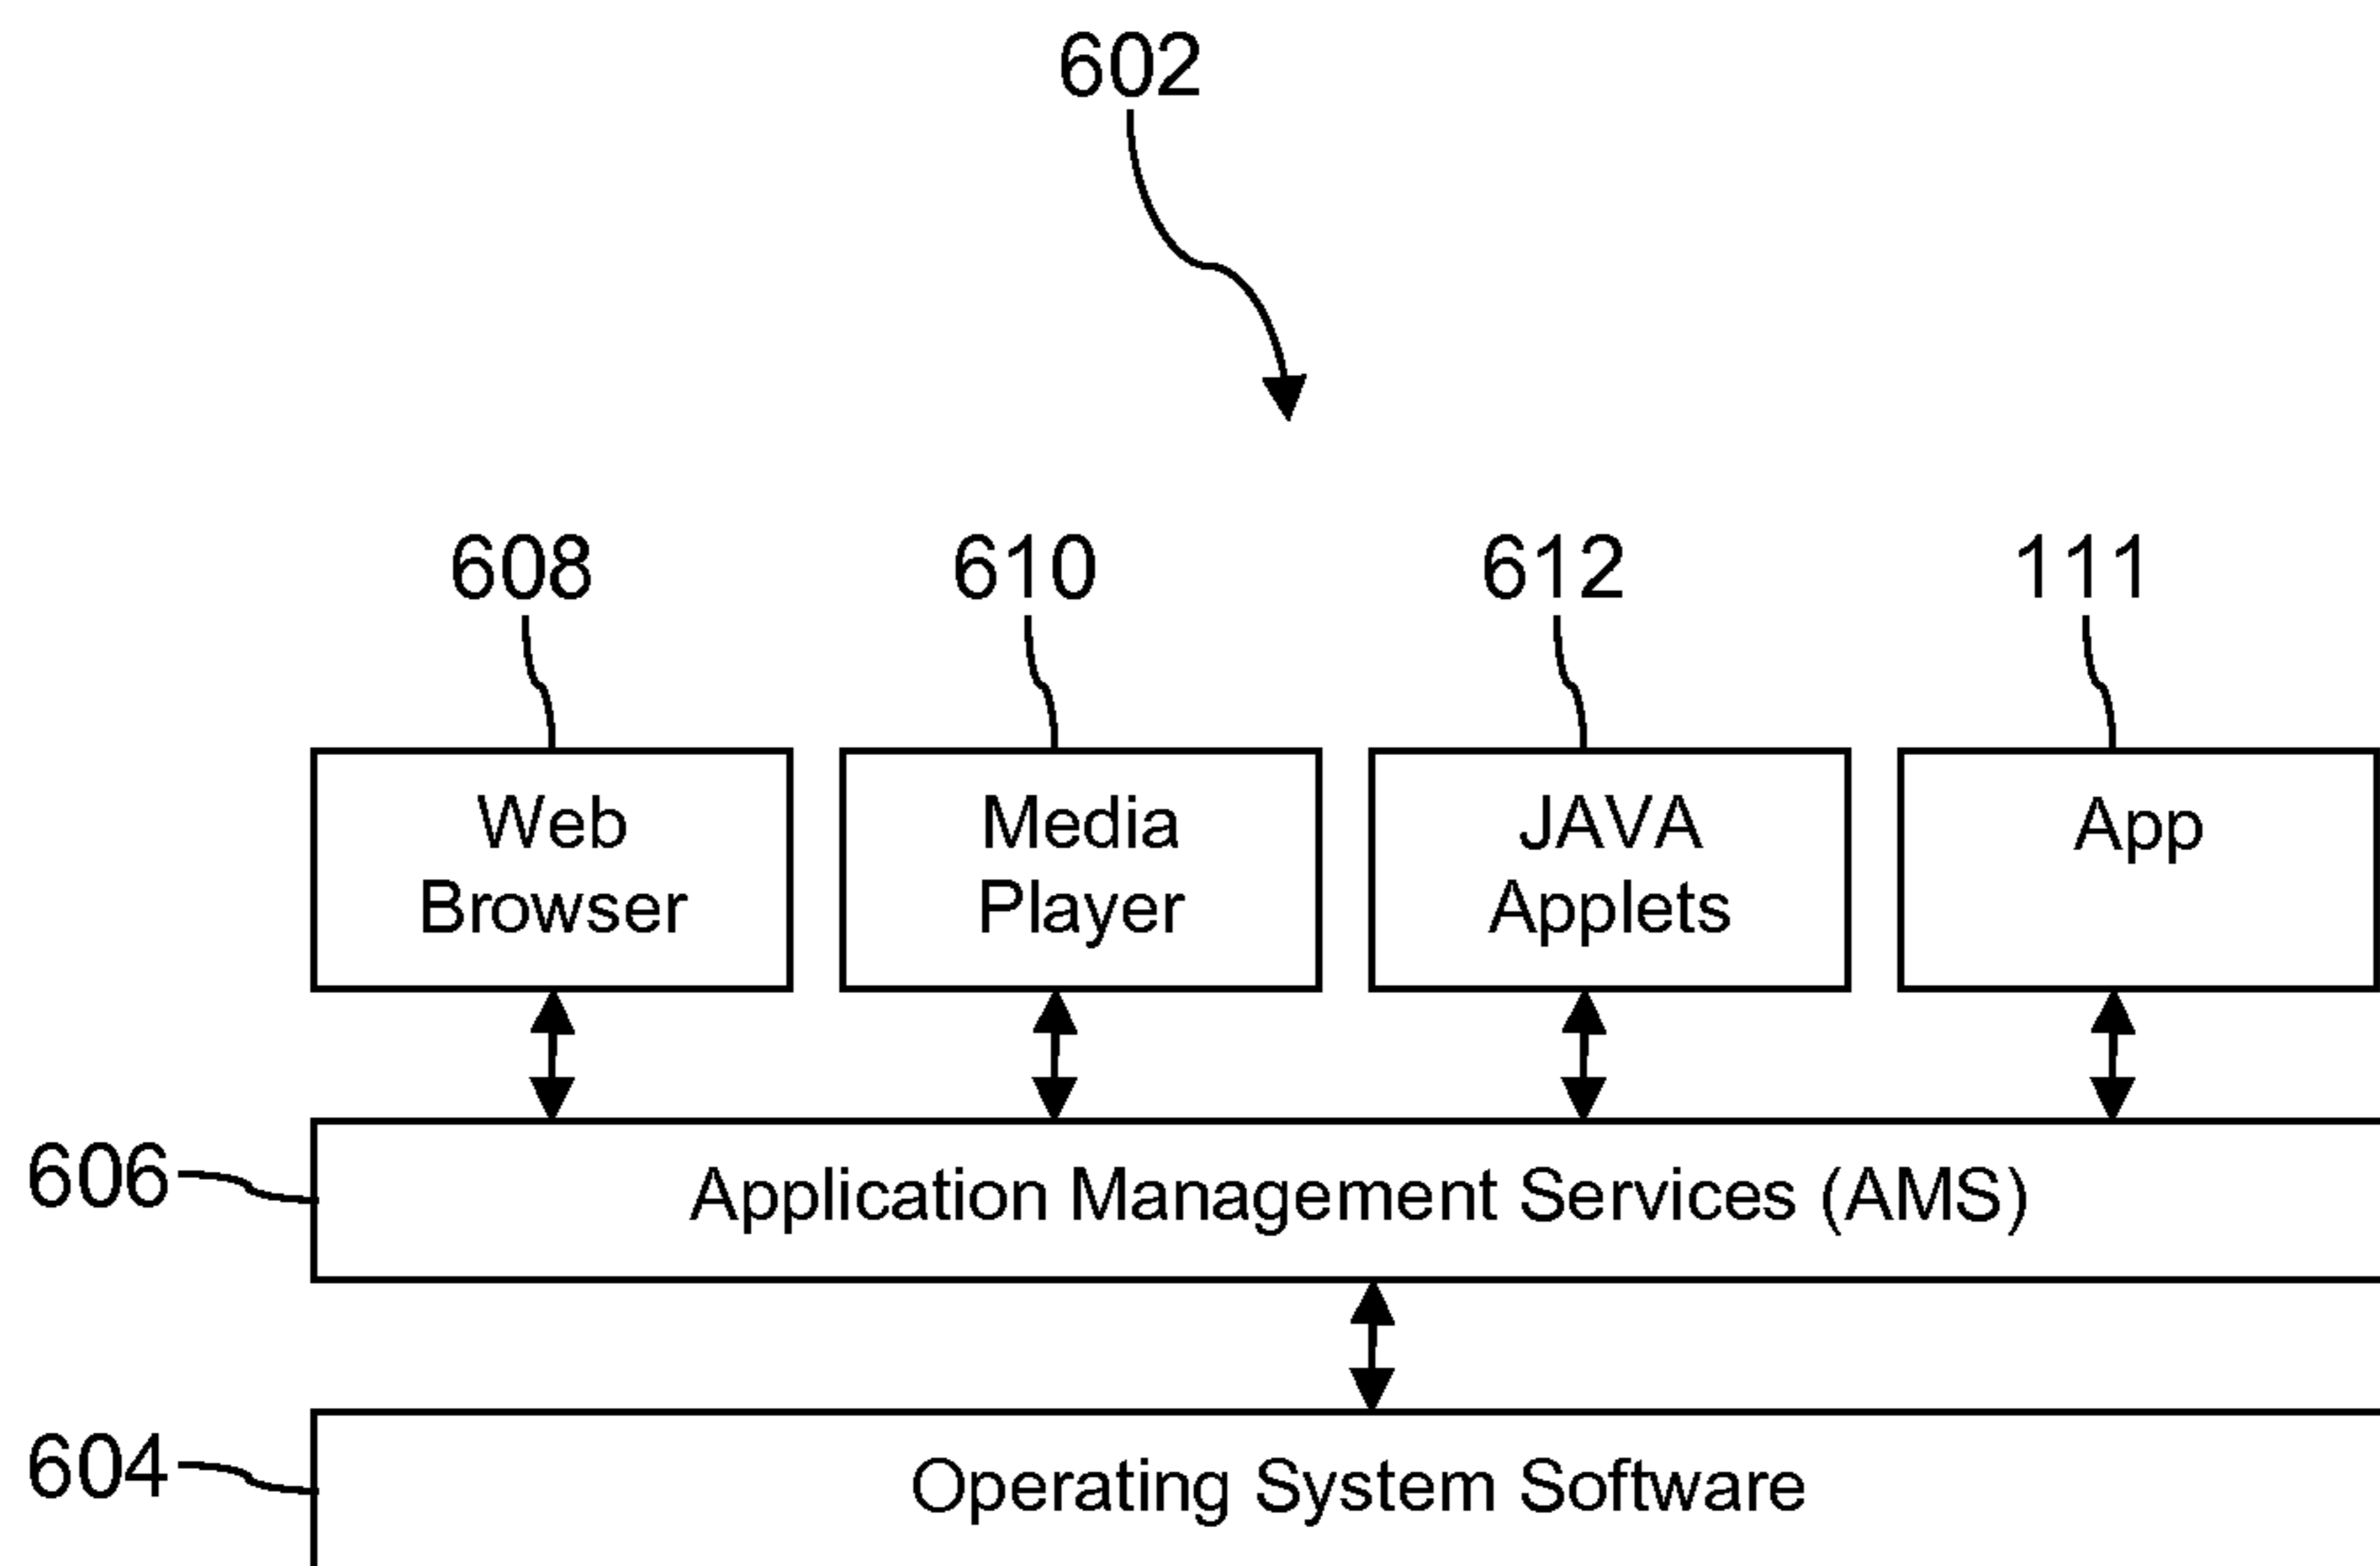 602
608
610
612
111
Web
Browser
Media
Player
JAVA
Applets
App
606
Application Management Services (AMS)
604
Operating System Software